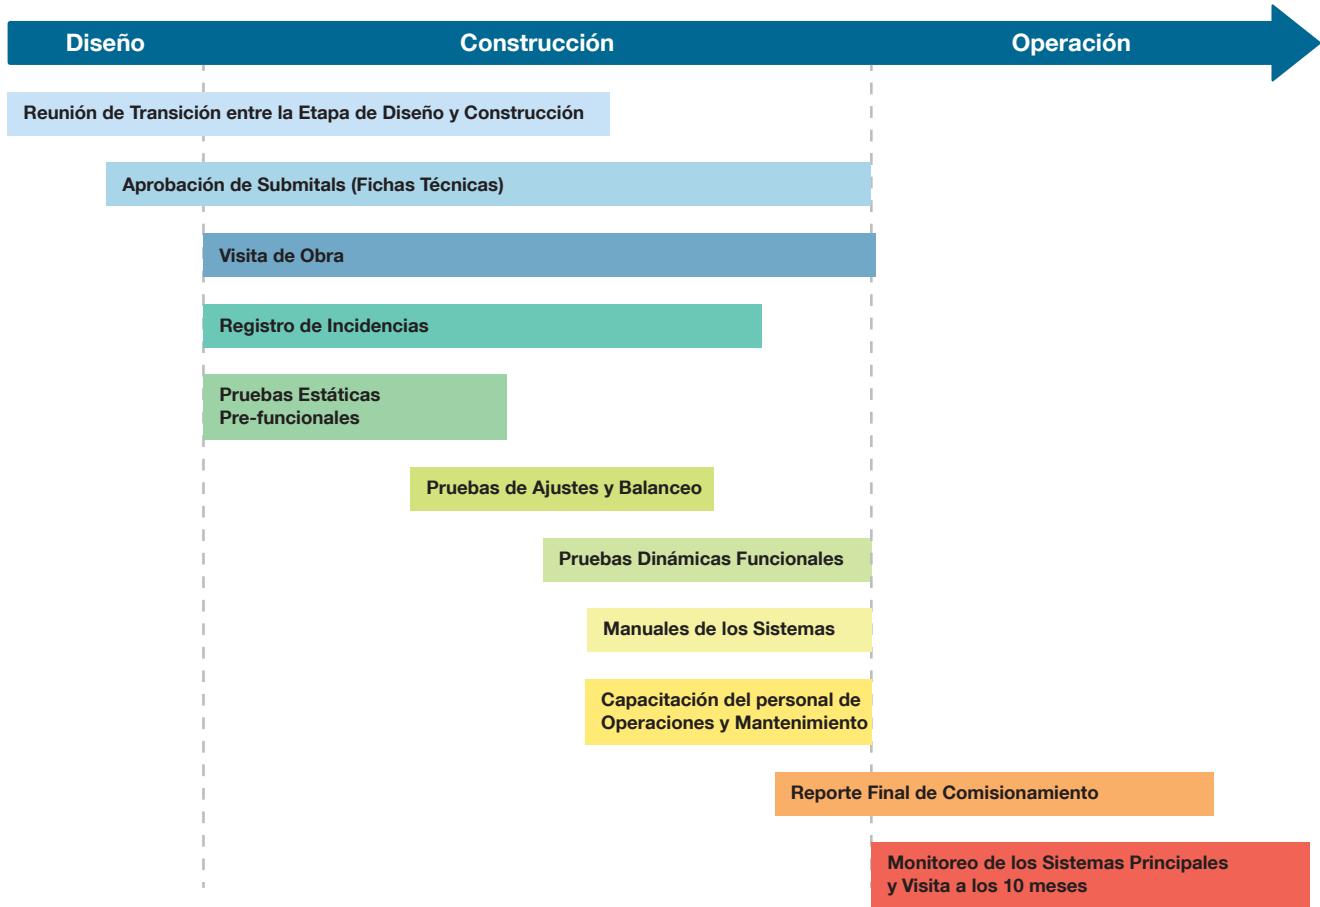 Diseño
Construcción
Operación
Reunión de Transición entre la Etapa de Diseño y Construcción
Aprobación de Submitals (Fichas Técnicas)
Visita de Obra
Registro de Incidencias
Pruebas Estáticas
Pre-funcionales
Pruebas de Ajustes y Balanceo
Pruebas Dinámicas Funcionales
Manuales de los Sistemas
Capacitación del personal de
Operaciones y Mantenimiento
Reporte Final de Comisionamiento
Monitoreo de los Sistemas Principales
y Visita a los 10 meses